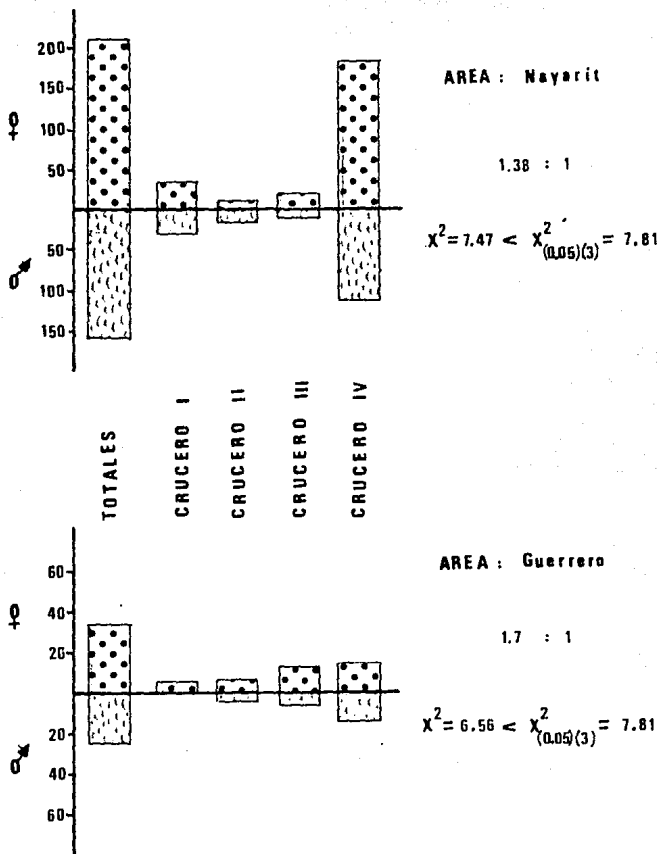 200
150
100
50
♀
50
100
150
♂
AREA : Nayarit
1.38 : 1
X² = 7.47 < X²(0.05)(3) = 7.81
TOTALES
CRUCERO I
CRUCERO II
CRUCERO III
CRUCERO IV
60
40
20
♀
20
40
60
♂
AREA : Guerrero
1.7 : 1
X² = 6.56 < X²(0.05)(3) = 7.81